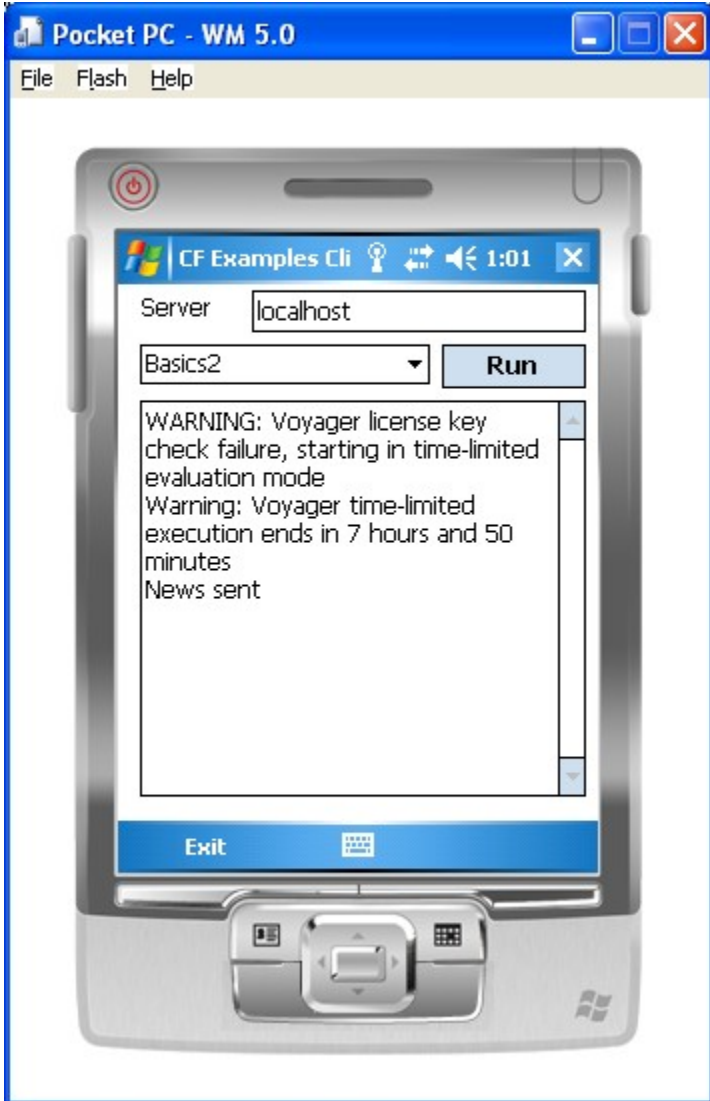 Pocket PC - WM 5.0
File Flash Help
CF Examples Cli 1:01
Server localhost
Basics2 Run
WARNING: Voyager license key
check failure, starting in time-limited
evaluation mode
Warning: Voyager time-limited
execution ends in 7 hours and 50
minutes
News sent
Exit